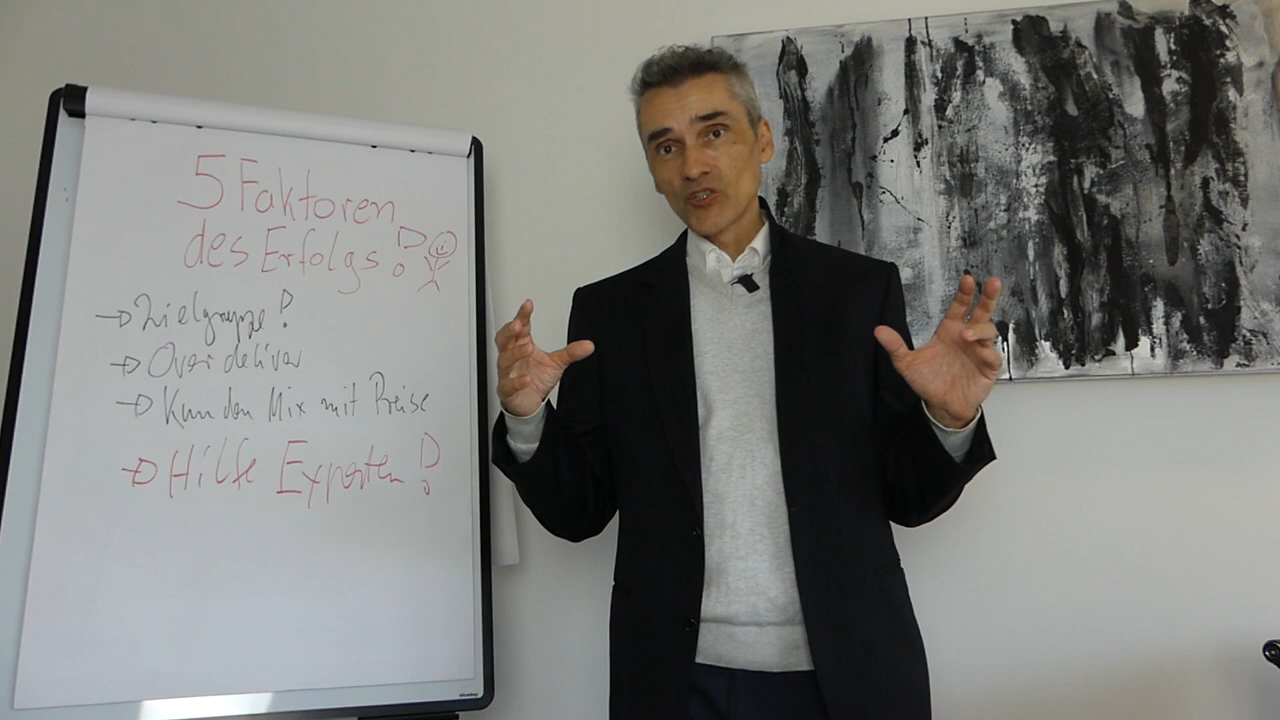 5 Faktoren
des Erfolgs!
→ Zielgruppe!
→ Over deliver
→ Kunden Mix mit Preise
→ Hilfe Experten!